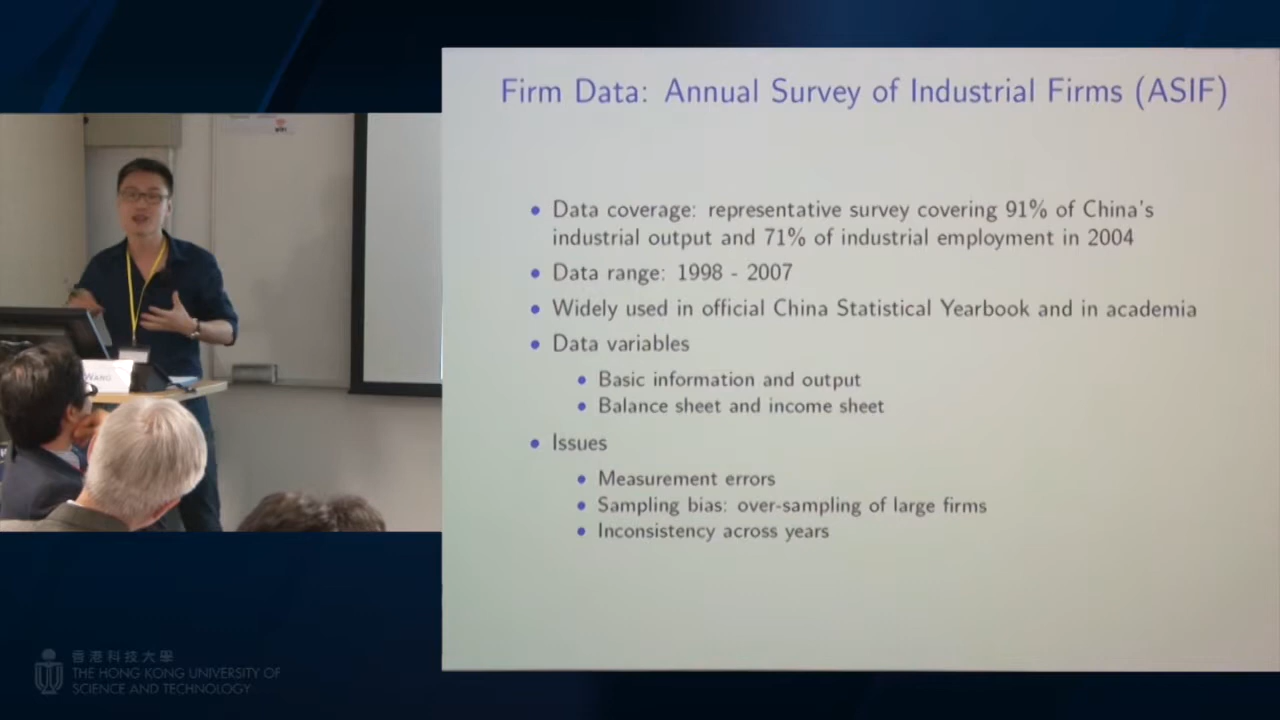 Firm Data: Annual Survey of Industrial Firms (ASIF)
Data coverage: representative survey covering 91% of China's
industrial output and 71% of industrial employment in 2004
Data range: 1998 - 2007
Widely used in official China Statistical Yearbook and in academia
Data variables
Basic information and output
Balance sheet and income sheet
Issues
Measurement errors
Sampling bias: over-sampling of large firms
Inconsistency across years
WANG
香港科技大學
THE HONG KONG UNIVERSITY OF
SCIENCE AND TECHNOLOGY